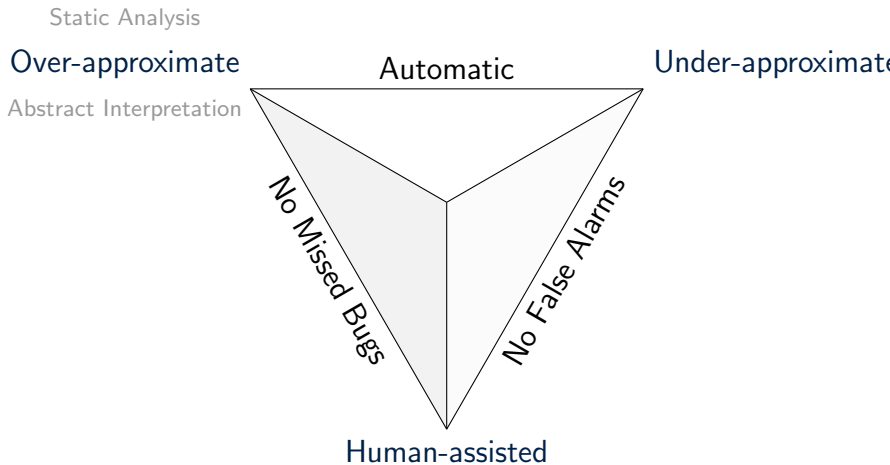 Static Analysis
Over-approximate
Automatic
Under-approximate
Abstract Interpretation
No Missed Bugs
No False Alarms
Human-assisted